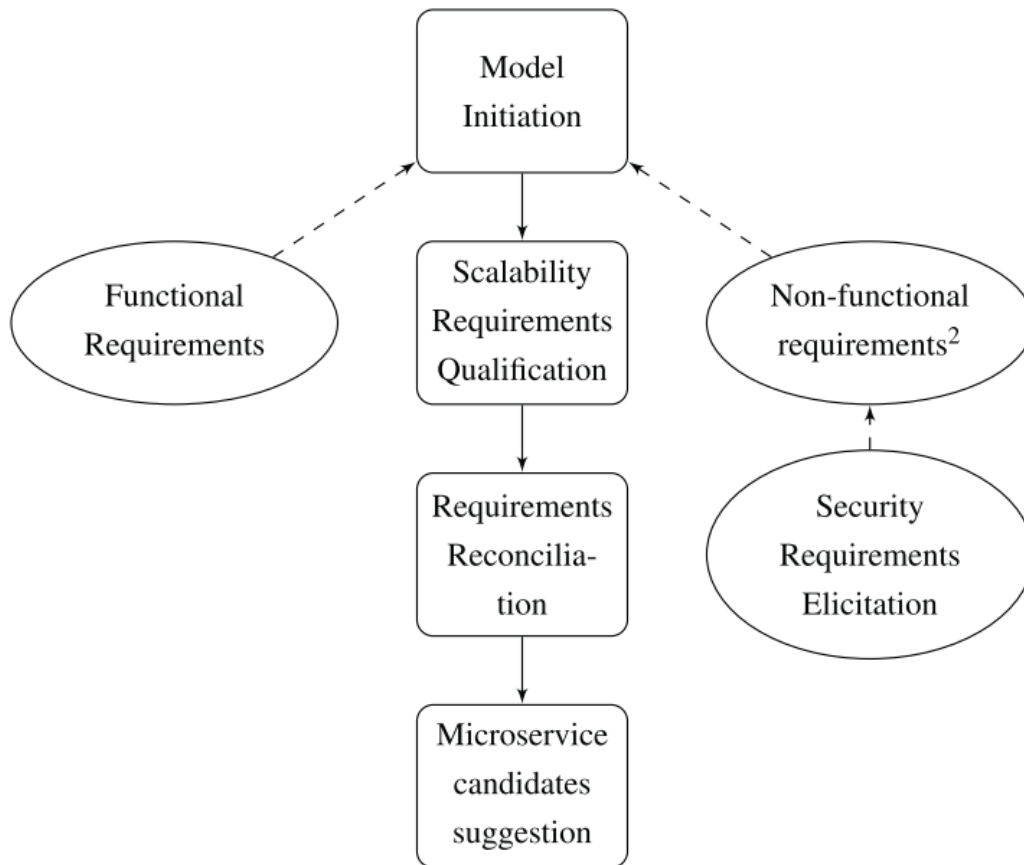 Model
Initiation
Functional
Requirements
Scalability
Requirements
Qualification
Non-functional
requirements²
Requirements
Reconcilia-
tion
Security
Requirements
Elicitation
Microservice
candidates
suggestion